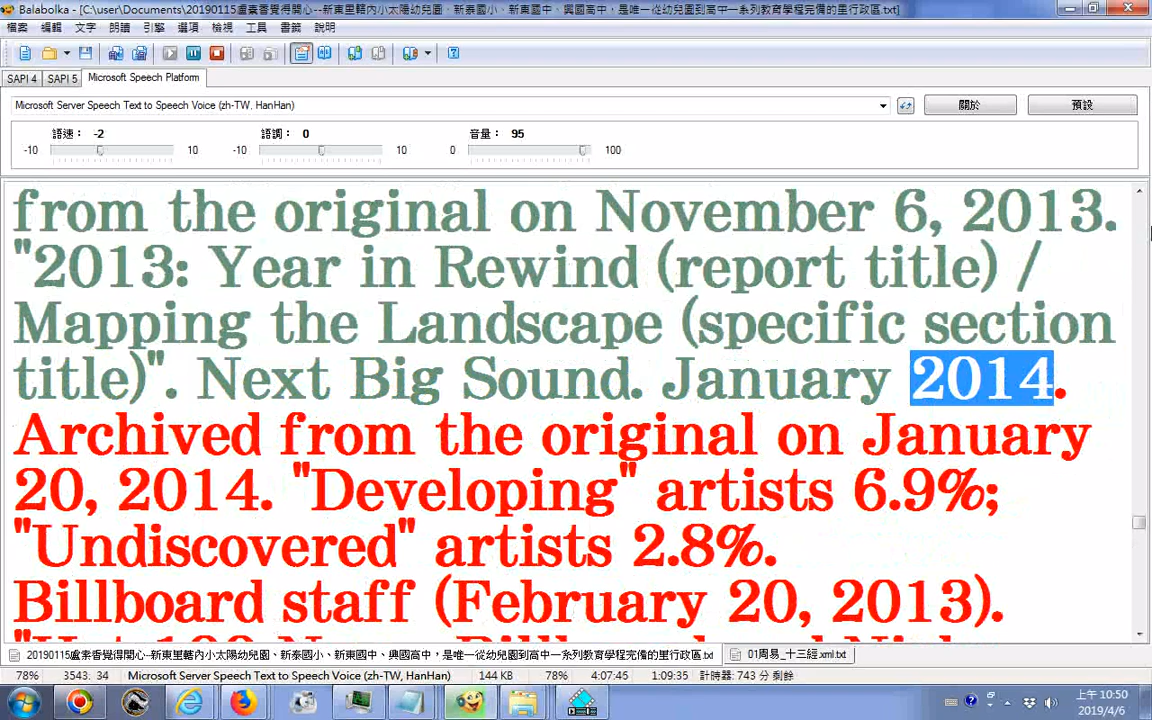 Balabolka - [C:\user\Documents\20190115盧素香覺得開心--新東里轄內小太陽幼兒園、新泰國小、新東國中、興國高中，是唯一從幼兒園到高中一系列教育學程完備的里行政區.txt]
檔案 編輯 文字 朗讀 引擎 選項 檢視 工具 書籤 說明
SAPI 4 SAPI 5 Microsoft Speech Platform
Microsoft Server Speech Text to Speech Voice (zh-TW, HanHan) 關於 預設
語速： -2 語調： 0 音量： 95
-10 10 -10 10 0 100
from the original on November 6, 2013.
"2013: Year in Rewind (report title) /
Mapping the Landscape (specific section
title)". Next Big Sound. January 2014.
Archived from the original on January
20, 2014. "Developing" artists 6.9%;
"Undiscovered" artists 2.8%.
Billboard staff (February 20, 2013).
20190115盧素香覺得開心--新東里轄內小太陽幼兒園、新泰國小、新東國中、興國高中，是唯一從幼兒園到高中一系列教育學程完備的里行政區.txt 01周易_十三經.xml.txt
78% 3543: 34 Microsoft Server Speech Text to Speech Voice (zh-TW, HanHan) 144 KB 78% 4:07:45 1:09:35 計時器: 743 分 剩餘
上午 10:50
2019/4/6